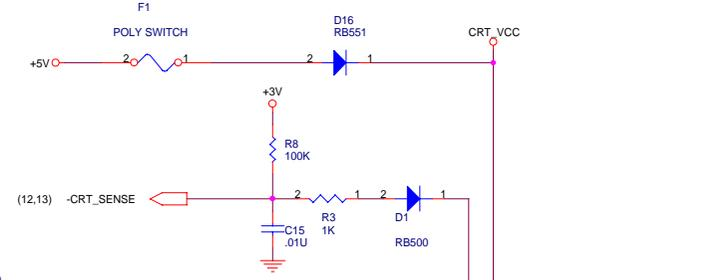 F1
POLY SWITCH
D16
RB551
CRT_VCC
+5V
2
1
2
1
+3V
R8
100K
(12,13)
-CRT_SENSE
2
1
2
1
R3
1K
D1
C15
.01U
RB500